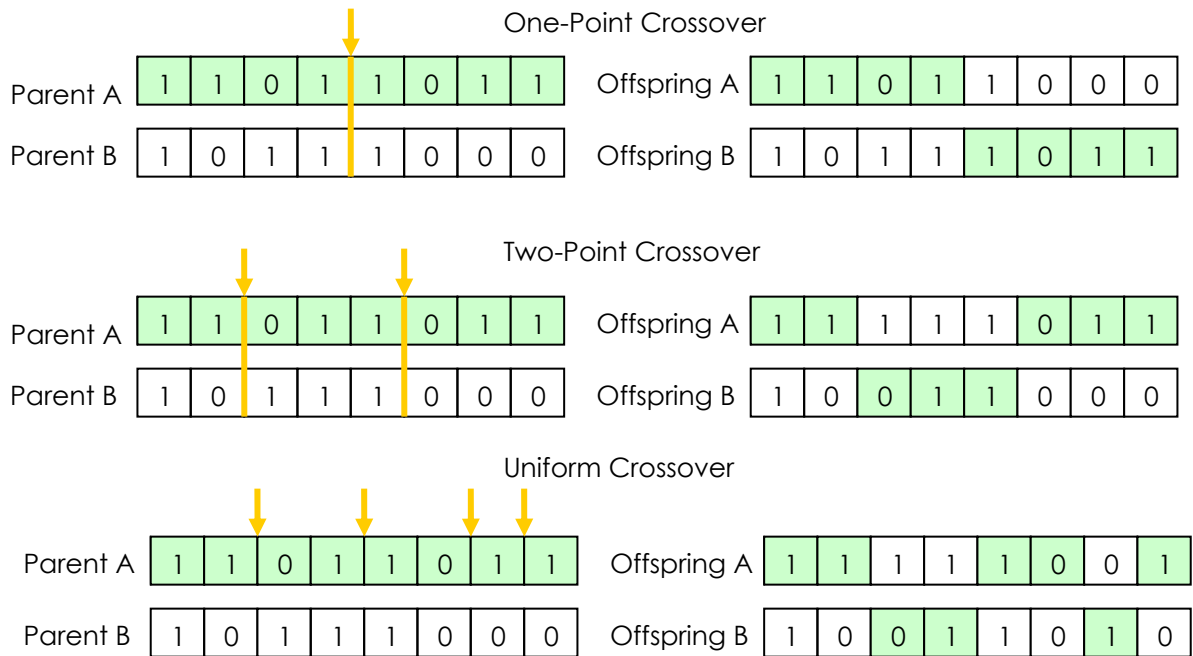 One-Point Crossover
Parent A 1 1 0 1 1 0 1 1 Offspring A 1 1 0 1 1 0 0 0
Parent B 1 0 1 1 1 0 0 0 Offspring B 1 0 1 1 1 0 1 1
Two-Point Crossover
Parent A 1 1 0 1 1 0 1 1 Offspring A 1 1 1 1 1 0 1 1
Parent B 1 0 1 1 1 0 0 0 Offspring B 1 0 0 1 1 0 0 0
Uniform Crossover
Parent A 1 1 0 1 1 0 1 1 Offspring A 1 1 1 1 1 0 0 1
Parent B 1 0 1 1 1 0 0 0 Offspring B 1 0 0 1 1 0 1 0